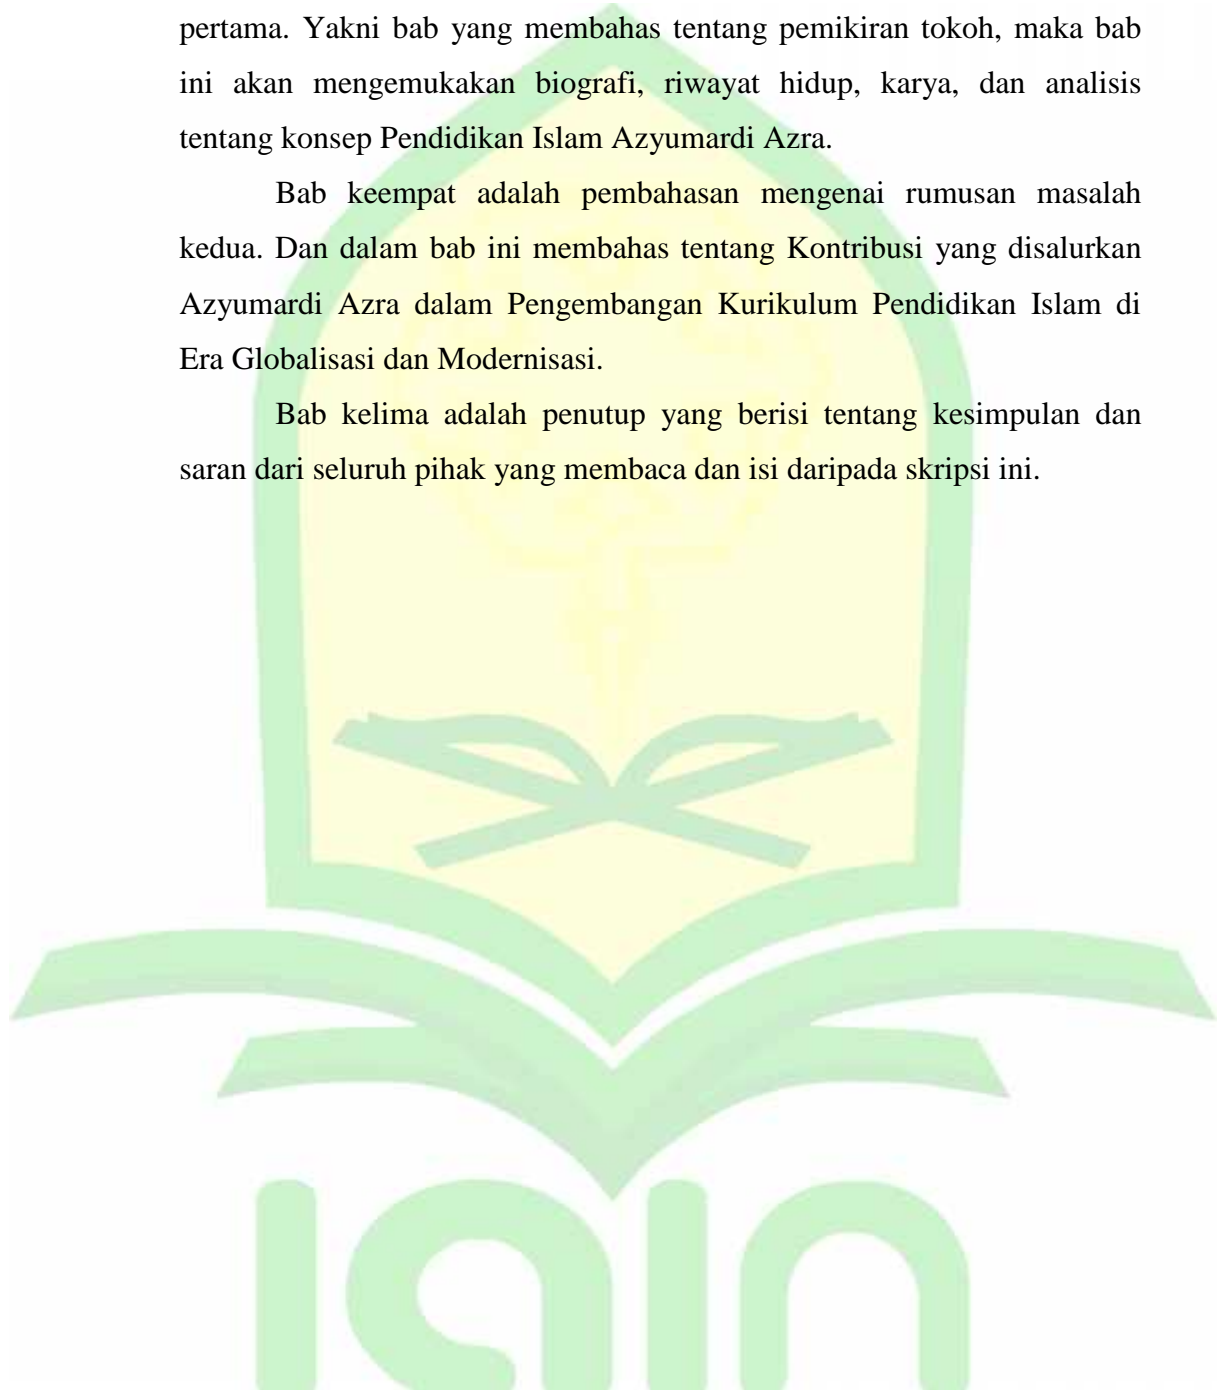 pertama. Yakni bab yang membahas tentang pemikiran tokoh, maka bab
ini akan mengemukakan biografi, riwayat hidup, karya, dan analisis
tentang konsep Pendidikan Islam Azyumardi Azra.
Bab keempat adalah pembahasan mengenai rumusan masalah
kedua. Dan dalam bab ini membahas tentang Kontribusi yang disalurkan
Azyumardi Azra dalam Pengembangan Kurikulum Pendidikan Islam di
Era Globalisasi dan Modernisasi.
Bab kelima adalah penutup yang berisi tentang kesimpulan dan
saran dari seluruh pihak yang membaca dan isi daripada skripsi ini.
iain